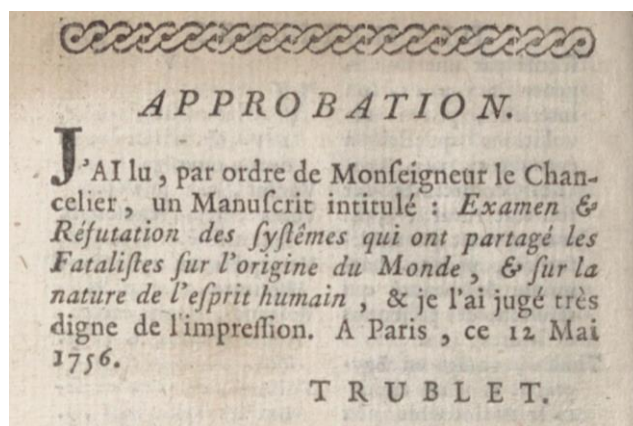 APPROBATION.
J'AI lu, par ordre de Monſeigneur le Chan-
celier, un Manuſcrit intitulé : Examen &
Réfutation des ſyſtêmes qui ont partagé les
Fataliſtes ſur l'origine du Monde, & ſur la
nature de l'eſprit humain, & je l'ai jugé très
digne de l'impreſſion. A Paris, ce 12 Mai
1756.
TRUBLET.